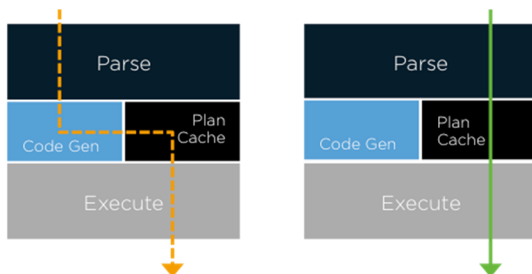 Parse
Code Gen
Plan
Cache
Execute
Parse
Code Gen
Plan
Cache
Execute